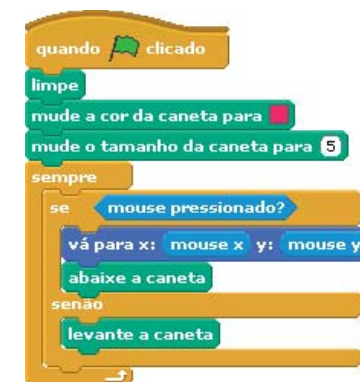 quando clicado
limpe
mude a cor da caneta para
mude o tamanho da caneta para 5
sempre
se mouse pressionado?
vá para x: mouse x y: mouse y
abaixe a caneta
senão
levante a caneta